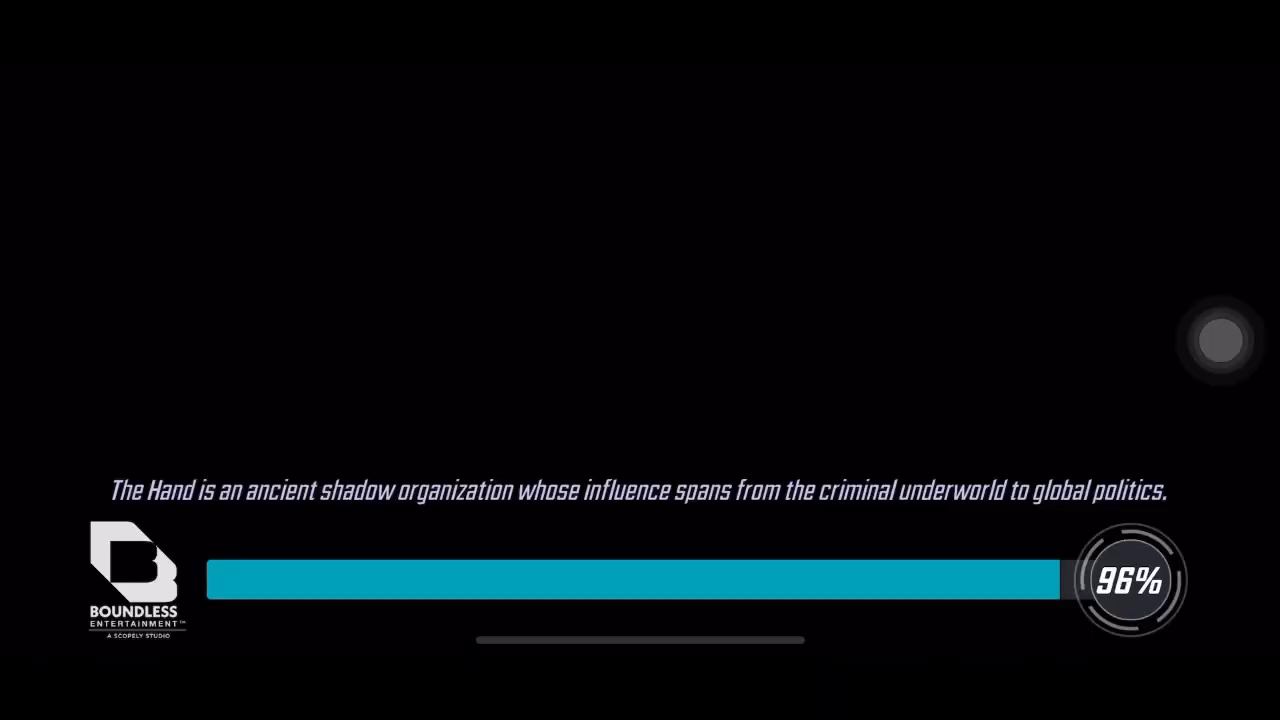 The Hand is an ancient shadow organization whose influence spans from the criminal underworld to global politics.
BOUNDLESS
ENTERTAINMENT™
A SCOPELY STUDIO
96%